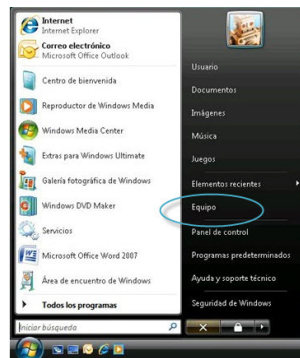 Internet
Internet Explorer
Correo electrónico
Microsoft Office Outlook
Centro de bienvenida
Reproductor de Windows Media
Windows Media Center
Extras para Windows Ultimate
Galería fotográfica de Windows
Windows DVD Maker
Servicios
Microsoft Office Word 2007
Área de encuentro de Windows
Todos los programas
Iniciar búsqueda
Usuario
Documentos
Imágenes
Música
Juegos
Elementos recientes
Equipo
Panel de control
Programas predeterminados
Ayuda y soporte técnico
Seguridad de Windows